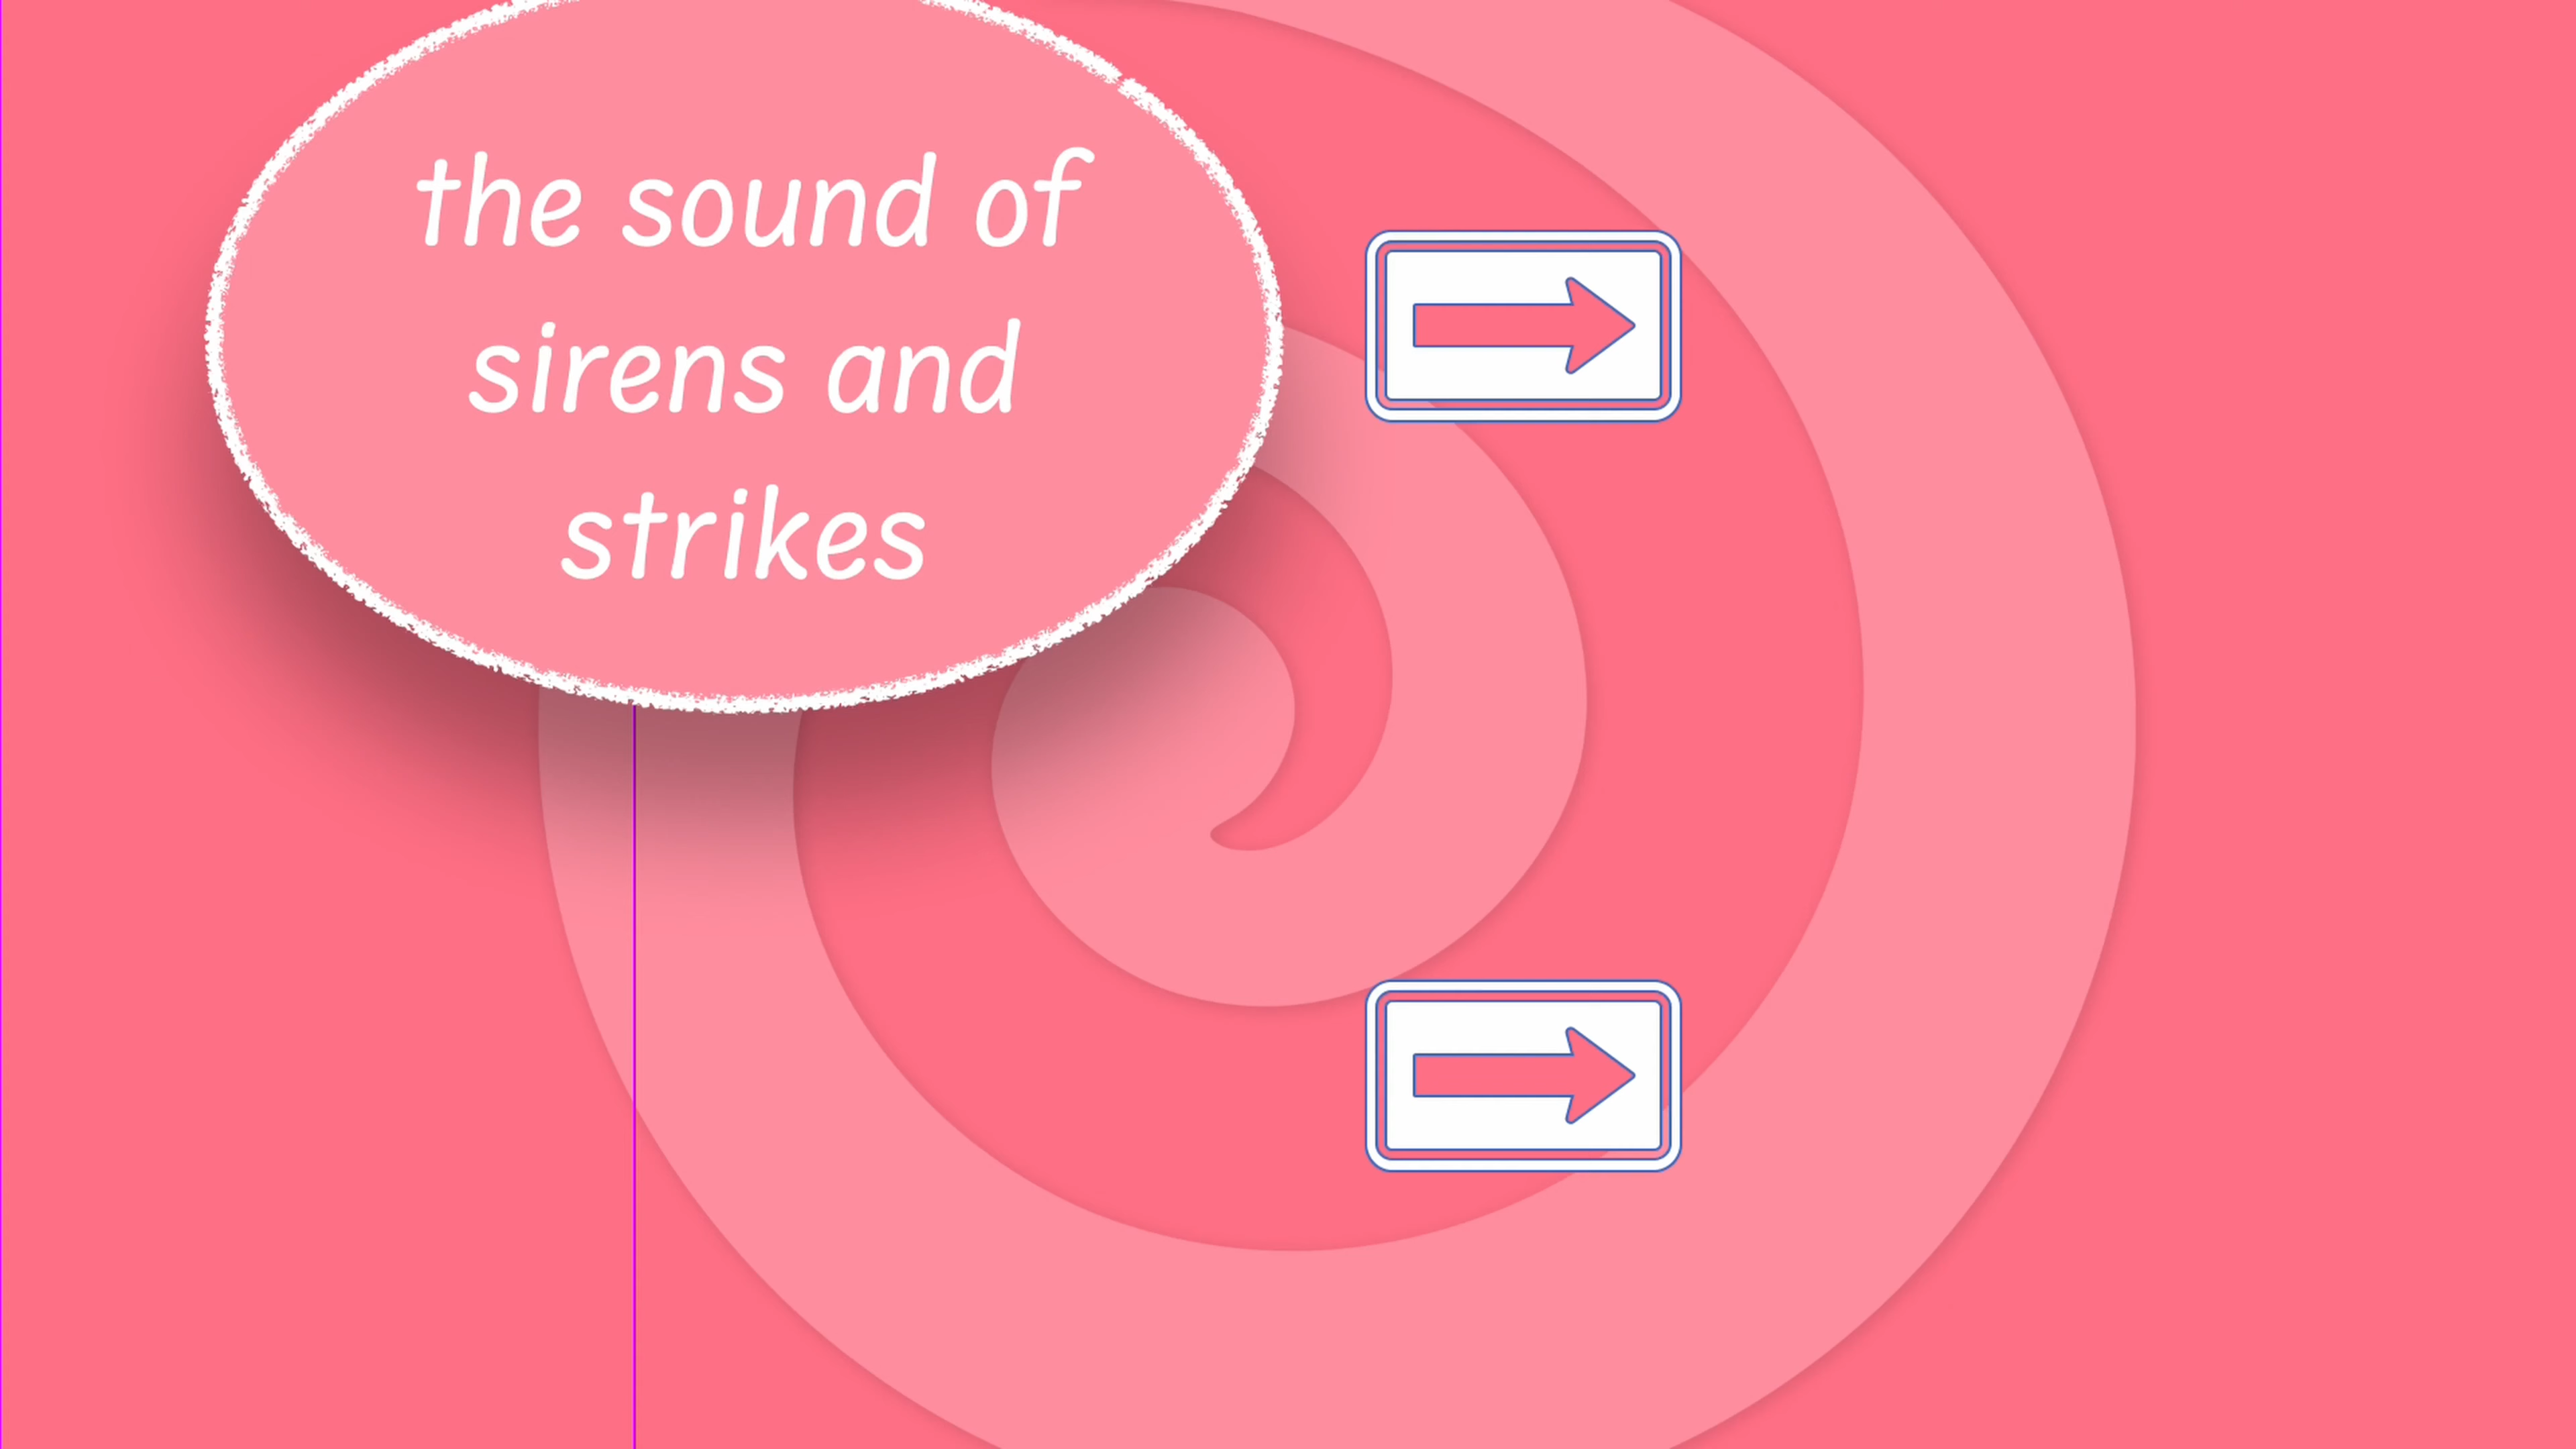 the sound of
sirens and
strikes